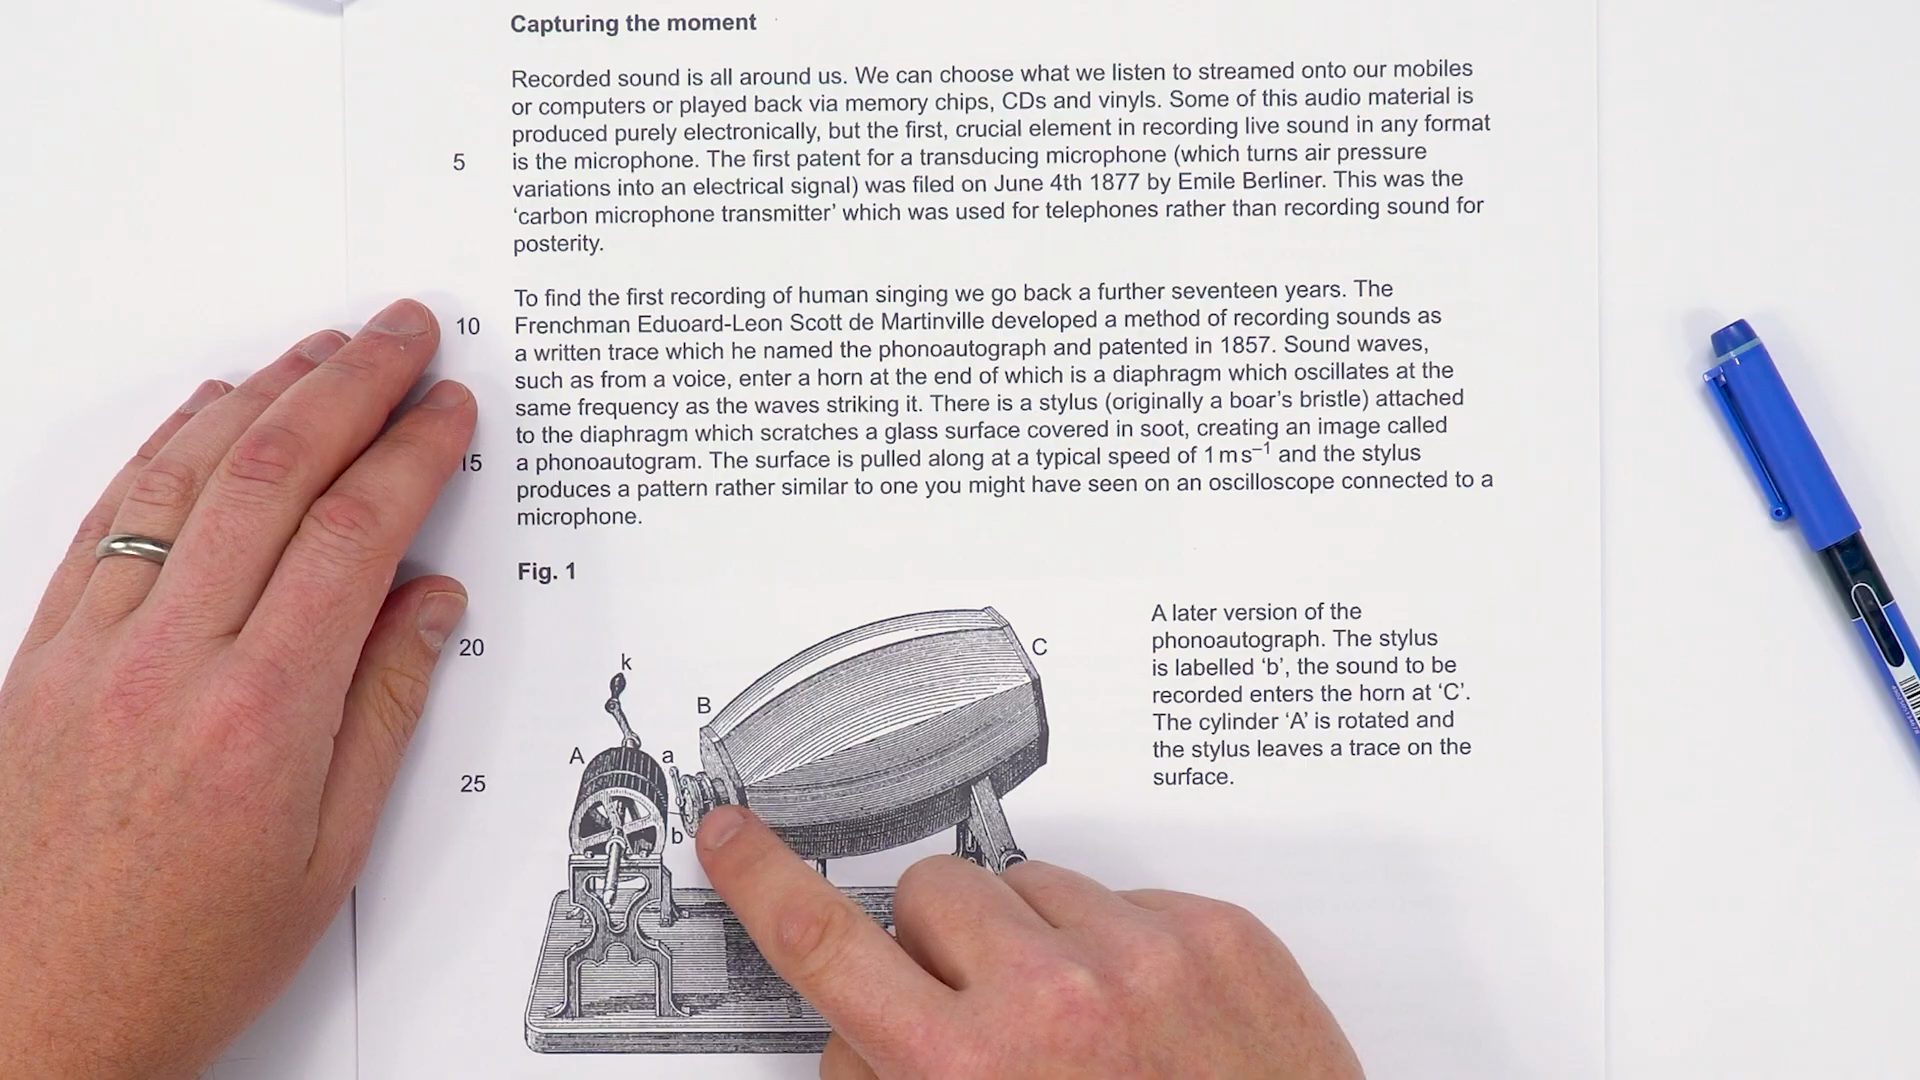 Capturing the moment
Recorded sound is all around us. We can choose what we listen to streamed onto our mobiles
or computers or played back via memory chips, CDs and vinyls. Some of this audio material is
produced purely electronically, but the first, crucial element in recording live sound in any format
5 is the microphone. The first patent for a transducing microphone (which turns air pressure
variations into an electrical signal) was filed on June 4th 1877 by Emile Berliner. This was the
‘carbon microphone transmitter’ which was used for telephones rather than recording sound for
posterity.
To find the first recording of human singing we go back a further seventeen years. The
10 Frenchman Eduoard-Leon Scott de Martinville developed a method of recording sounds as
a written trace which he named the phonoautograph and patented in 1857. Sound waves,
such as from a voice, enter a horn at the end of which is a diaphragm which oscillates at the
same frequency as the waves striking it. There is a stylus (originally a boar’s bristle) attached
to the diaphragm which scratches a glass surface covered in soot, creating an image called
15 a phonoautogram. The surface is pulled along at a typical speed of 1 m s⁻¹ and the stylus
produces a pattern rather similar to one you might have seen on an oscilloscope connected to a
microphone.
Fig. 1
20
25
k
B
C
A
a
b
A later version of the
phonoautograph. The stylus
is labelled ‘b’, the sound to be
recorded enters the horn at ‘C’.
The cylinder ‘A’ is rotated and
the stylus leaves a trace on the
surface.